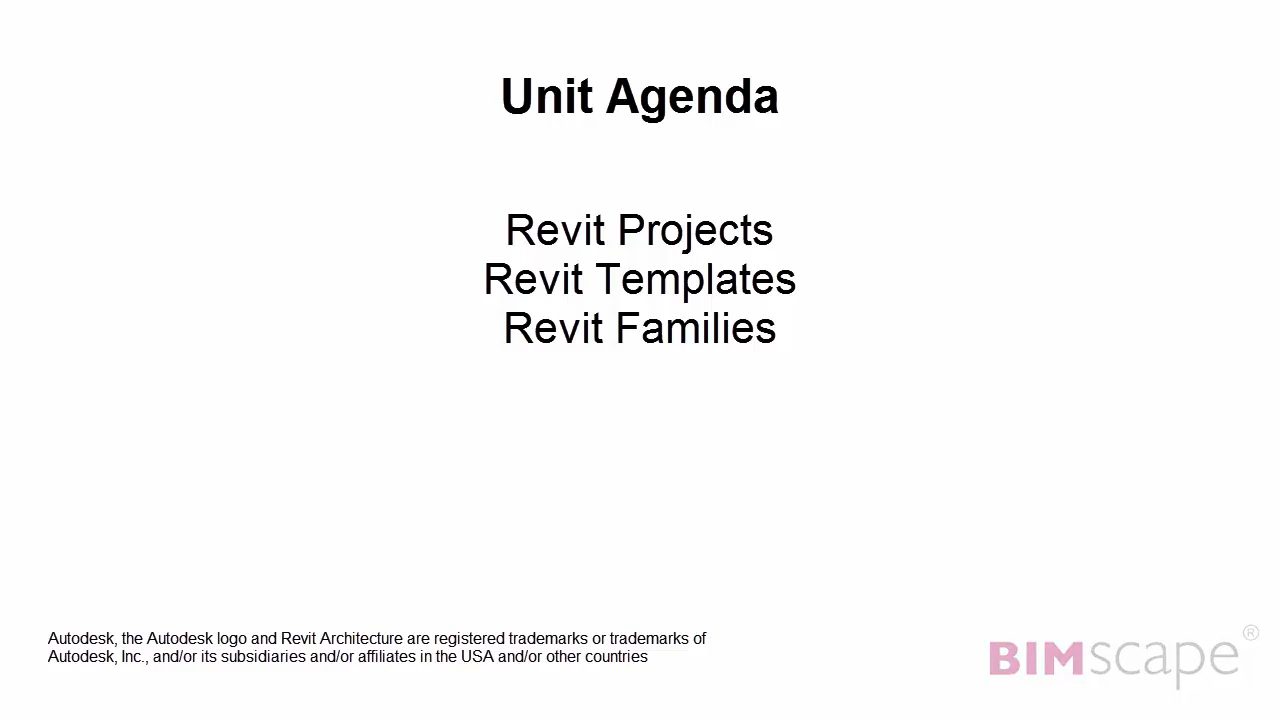 Unit Agenda
Revit Projects
Revit Templates
Revit Families
Autodesk, the Autodesk logo and Revit Architecture are registered trademarks or trademarks of
Autodesk, Inc., and/or its subsidiaries and/or affiliates in the USA and/or other countries
BIMscape®